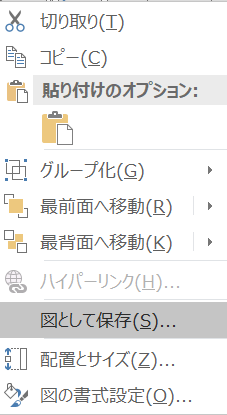 切り取り(T)
コピー(C)
貼り付けのオプション:
グループ化(G)
最前面へ移動(R)
最背面へ移動(K)
ハイパーリンク(H)...
図として保存(S)...
配置とサイズ(Z)...
図の書式設定(O)...